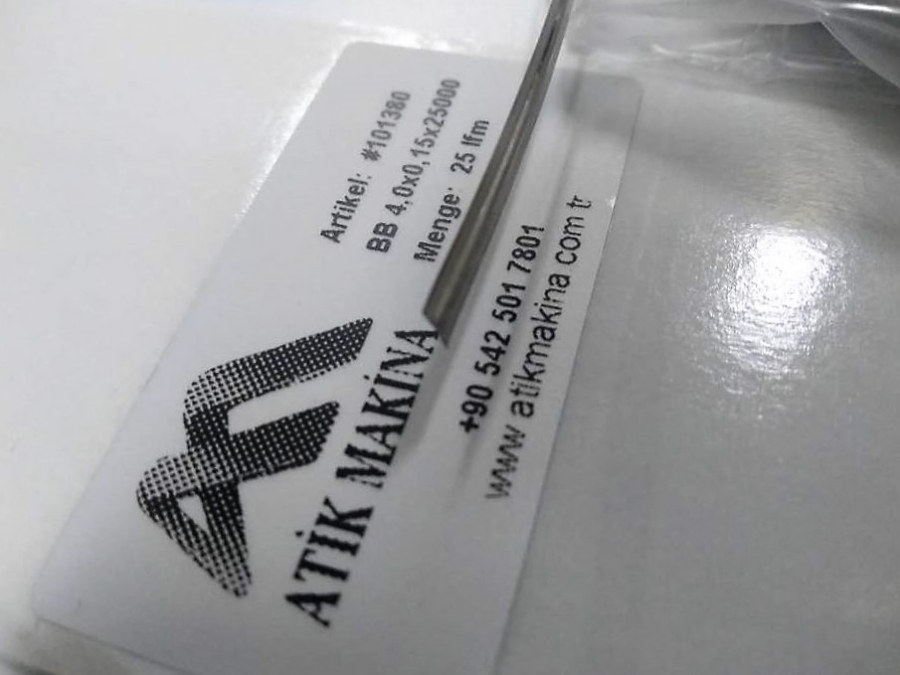 Artikel: #101380
BB 4,0x0,15x25000
Menge: 25 lfm
ATİK MAKİNA
+90 542 501 7801
www atikmakina com tr